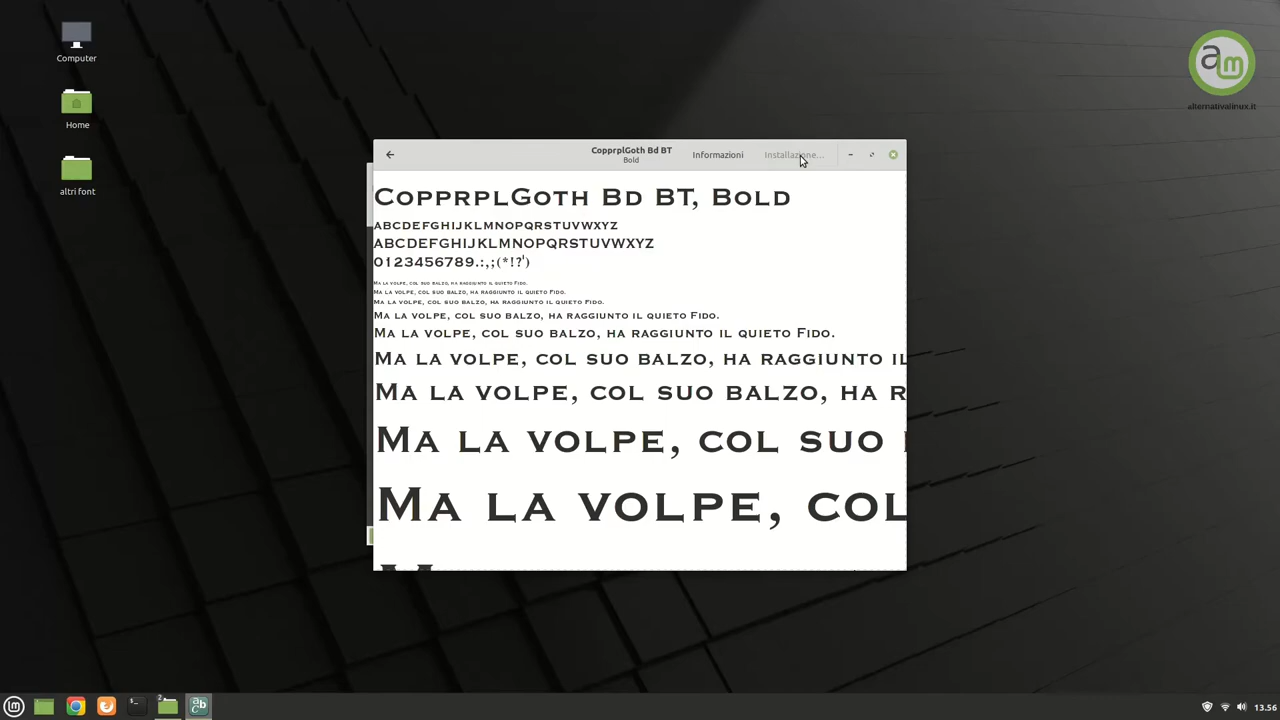 Computer
Home
altri font
am
alternativalinux.it
CopprplGoth Bd BT
Bold
Informazioni
Installazione...
CopprplGoth Bd BT, Bold
abcdefghijklmnopqrstuvwxyz
ABCDEFGHIJKLMNOPQRSTUVWXYZ
0123456789.:,;(*!?')
Ma la volpe, col suo balzo, ha raggiunto il quieto Fido.
Ma la volpe, col suo balzo, ha raggiunto il quieto Fido.
Ma la volpe, col suo balzo, ha raggiunto il quieto Fido.
Ma la volpe, col suo balzo, ha raggiunto il quieto Fido.
Ma la volpe, col suo balzo, ha raggiunto il quieto Fido.
Ma la volpe, col suo balzo, ha raggiunto il
Ma la volpe, col suo balzo, ha r
Ma la volpe, col suo
Ma la volpe, col
abc
2
13.56